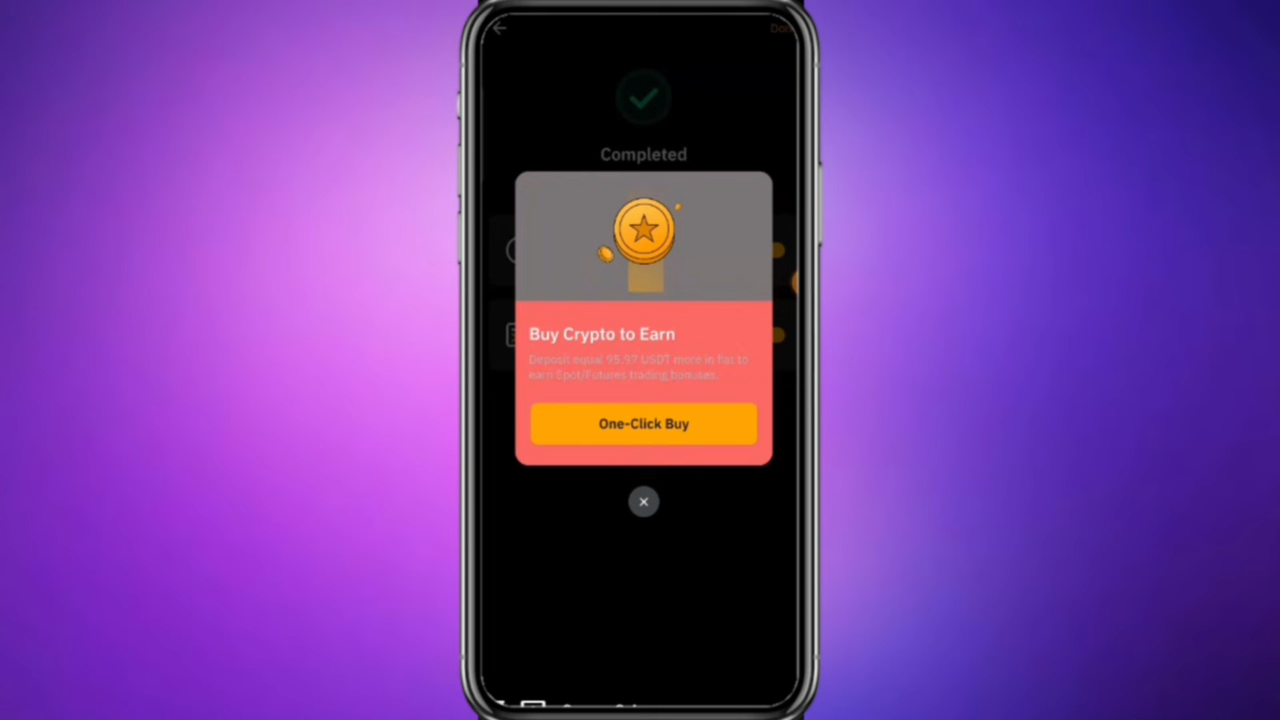 Done
Completed
Buy Crypto to Earn
Deposit equal 95.97 USDT more in fiat to
earn Spot/Futures trading bonuses.
One-Click Buy